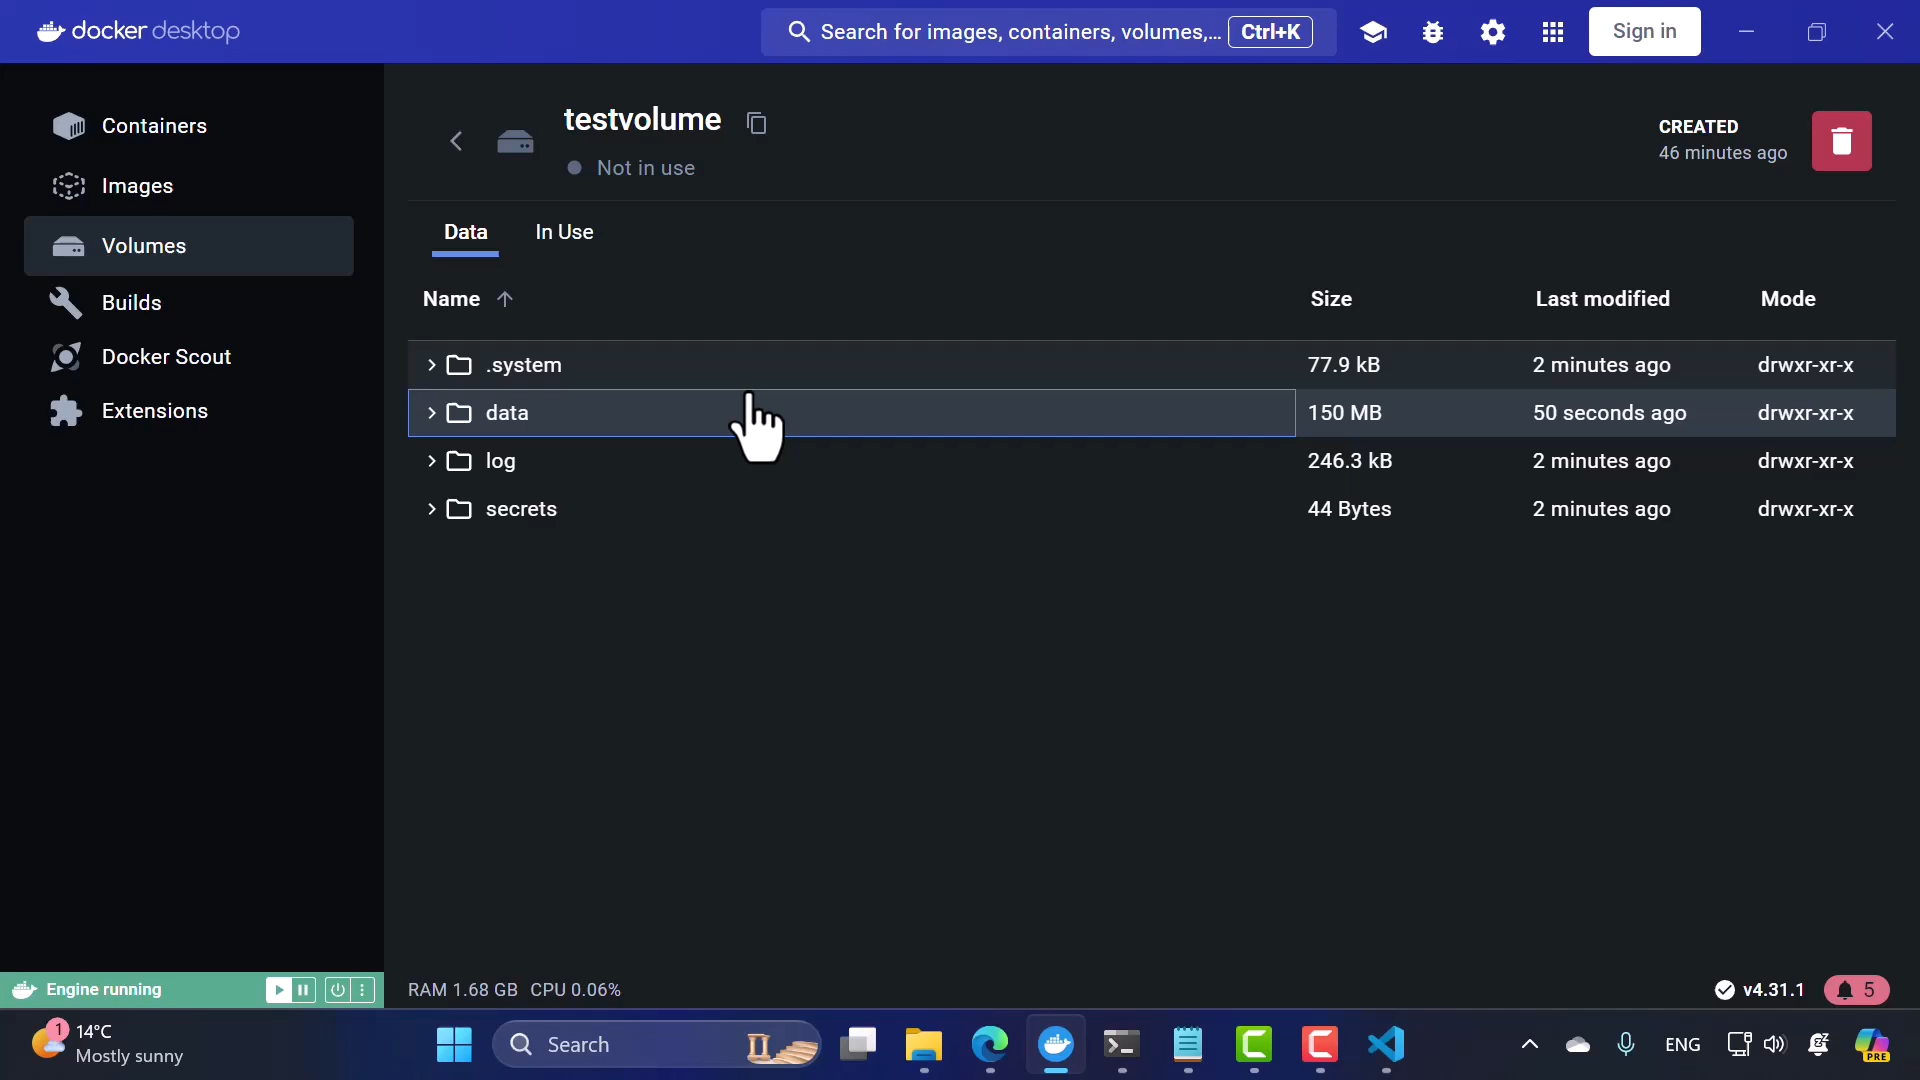 docker desktop
Search for images, containers, volumes,... Ctrl+K
Sign in
Containers
Images
Volumes
Builds
Docker Scout
Extensions
testvolume
Not in use
CREATED
46 minutes ago
Data In Use
Name Size Last modified Mode
.system 77.9 kB 2 minutes ago drwxr-xr-x
data 150 MB 50 seconds ago drwxr-xr-x
log 246.3 kB 2 minutes ago drwxr-xr-x
secrets 44 Bytes 2 minutes ago drwxr-xr-x
Engine running
RAM 1.68 GB CPU 0.06%
v4.31.1
5
1
14°C
Mostly sunny
Search
ENG
PRE